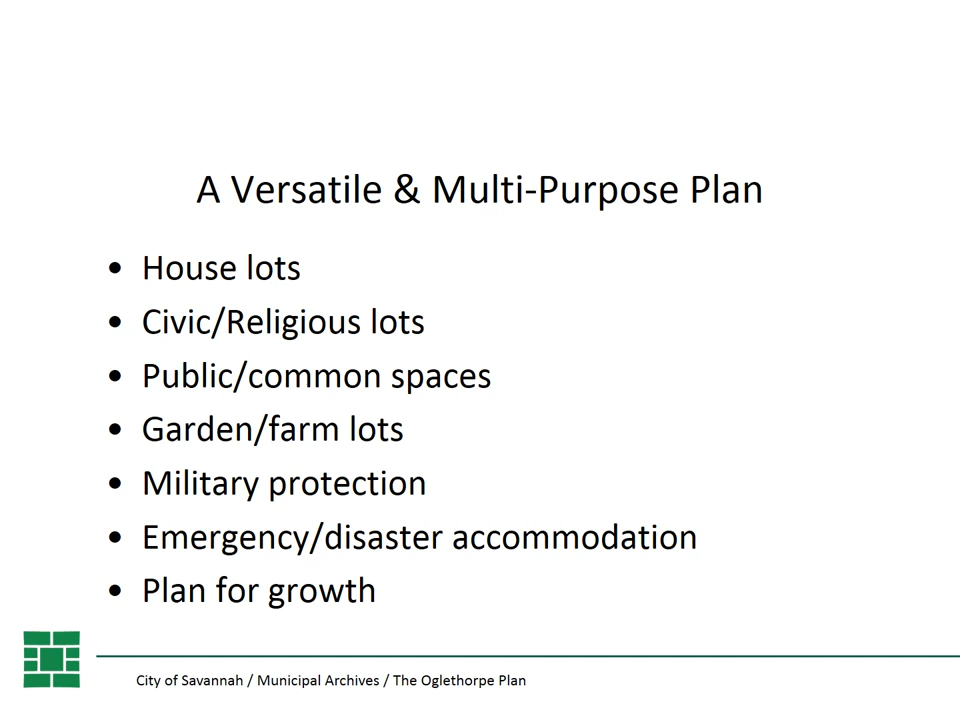 A Versatile & Multi-Purpose Plan
• House lots
• Civic/Religious lots
• Public/common spaces
• Garden/farm lots
• Military protection
• Emergency/disaster accommodation
• Plan for growth
City of Savannah / Municipal Archives / The Oglethorpe Plan